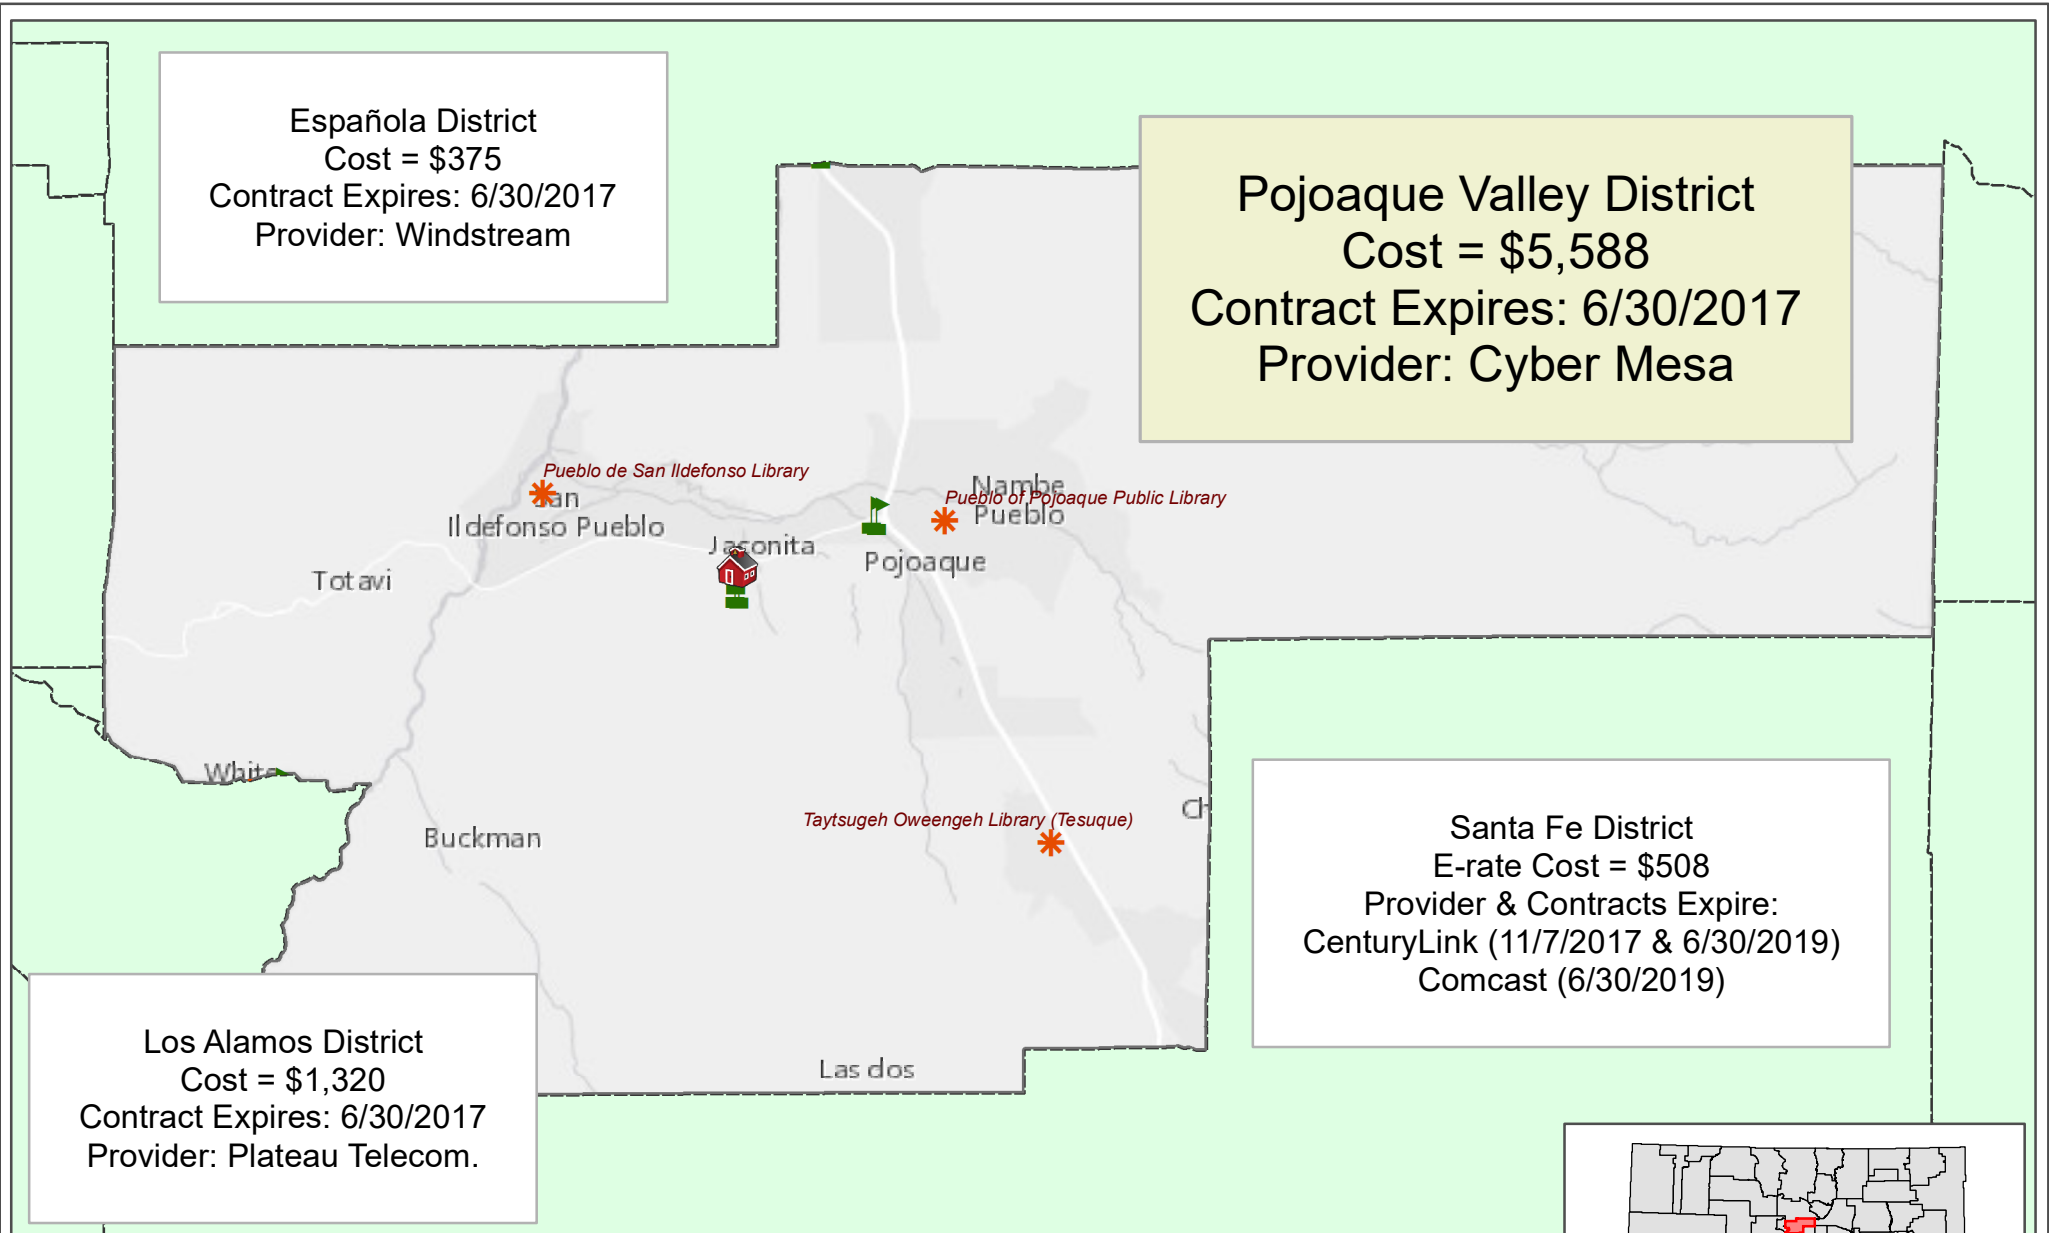 Española District
Cost = $375
Contract Expires: 6/30/2017
Provider: Windstream
Pojoaque Valley District
Cost = $5,588
Contract Expires: 6/30/2017
Provider: Cyber Mesa
Pueblo de San Ildefonso Library
San
Ildefonso Pueblo
Nambe
Pueblo of Pojoaque Public Library
Pueblo
Jaconita
Pojoaque
Totavi
White
Buckman
Taytsugeh Oweengeh Library (Tesuque)
Ch
Santa Fe District
E-rate Cost = $508
Provider & Contracts Expire:
CenturyLink (11/7/2017 & 6/30/2019)
Comcast (6/30/2019)
Los Alamos District
Cost = $1,320
Contract Expires: 6/30/2017
Provider: Plateau Telecom.
Las dos